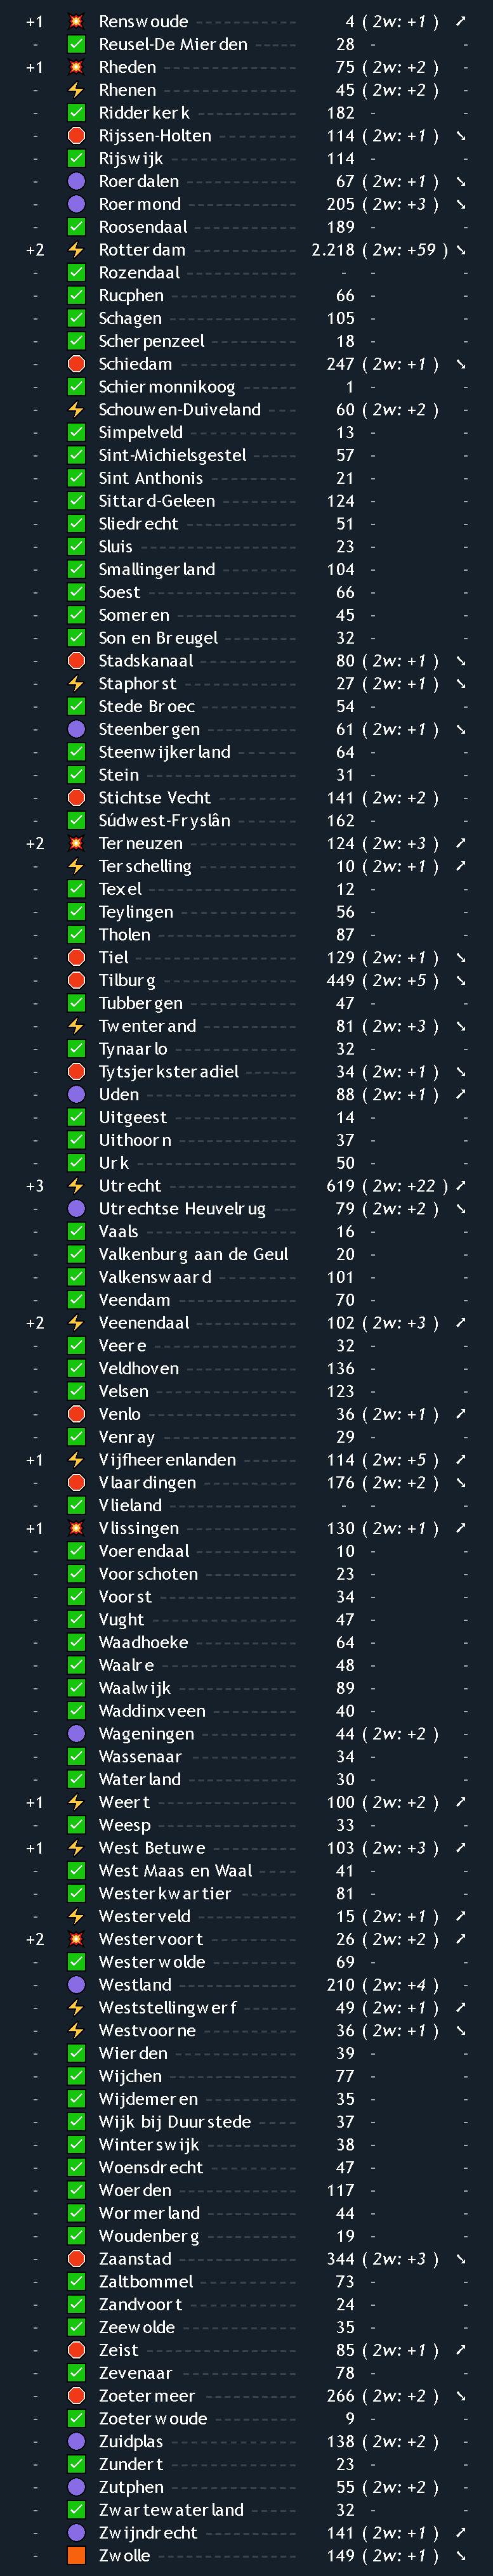 +1 💥 Renswoude 4 ( 2w: +1 ) ↗
- ✅ Reusel-De Mierden 28 - -
+1 💥 Rheden 75 ( 2w: +2 ) -
- ⚡ Rhenen 45 ( 2w: +2 ) -
- ✅ Ridderkerk 182 - -
- 🛑 Rijssen-Holten 114 ( 2w: +1 ) ↘
- ✅ Rijswijk 114 - -
- 🟣 Roerdalen 67 ( 2w: +1 ) ↘
- 🟣 Roermond 205 ( 2w: +3 ) ↘
- ✅ Roosendaal 189 - -
+2 ⚡ Rotterdam 2.218 ( 2w: +59 ) ↘
- ✅ Rozendaal - - -
- ✅ Rucphen 66 - -
- ✅ Schagen 105 - -
- ✅ Scherpenzeel 18 - -
- 🛑 Schiedam 247 ( 2w: +1 ) ↘
- ✅ Schiermonnikoog 1 - -
- ⚡ Schouwen-Duiveland 60 ( 2w: +2 ) -
- ✅ Simpelveld 13 - -
- ✅ Sint-Michielsgestel 57 - -
- ✅ Sint Anthonis 21 - -
- ✅ Sittard-Geleen 124 - -
- ✅ Sliedrecht 51 - -
- ✅ Sluis 23 - -
- ✅ Smallingerland 104 - -
- ✅ Soest 66 - -
- ✅ Someren 45 - -
- ✅ Son en Breugel 32 - -
- 🛑 Stadskanaal 80 ( 2w: +1 ) ↘
- ⚡ Staphorst 27 ( 2w: +1 ) ↘
- ✅ Stede Broec 54 - -
- 🟣 Steenbergen 61 ( 2w: +1 ) ↘
- ✅ Steenwijkerland 64 - -
- ✅ Stein 31 - -
- 🛑 Stichtse Vecht 141 ( 2w: +2 ) -
- ✅ Súdwest-Fryslân 162 - -
+2 💥 Terneuzen 124 ( 2w: +3 ) ↗
- ⚡ Terschelling 10 ( 2w: +1 ) ↗
- ✅ Texel 12 - -
- ✅ Teylingen 56 - -
- ✅ Tholen 87 - -
- 🛑 Tiel 129 ( 2w: +1 ) ↘
- 🛑 Tilburg 449 ( 2w: +5 ) ↘
- ✅ Tubbergen 47 - -
- ⚡ Twenterand 81 ( 2w: +3 ) ↘
- ✅ Tynaarlo 32 - -
- 🛑 Tytsjerksteradiel 34 ( 2w: +1 ) ↘
- 🟣 Uden 88 ( 2w: +1 ) ↗
- ✅ Uitgeest 14 - -
- ✅ Uithoorn 37 - -
- ✅ Urk 50 - -
+3 ⚡ Utrecht 619 ( 2w: +22 ) ↗
- 🟣 Utrechtse Heuvelrug 79 ( 2w: +2 ) ↘
- ✅ Vaals 16 - -
- ✅ Valkenburg aan de Geul 20 - -
- ✅ Valkenswaard 101 - -
- ✅ Veendam 70 - -
+2 ⚡ Veenendaal 102 ( 2w: +3 ) ↗
- ✅ Veere 32 - -
- ✅ Veldhoven 136 - -
- ✅ Velsen 123 - -
- 🛑 Venlo 36 ( 2w: +1 ) ↗
- ✅ Venray 29 - -
+1 ⚡ Vijfheerenlanden 114 ( 2w: +5 ) ↗
- 🛑 Vlaardingen 176 ( 2w: +2 ) ↘
- ✅ Vlieland - - -
+1 💥 Vlissingen 130 ( 2w: +1 ) ↗
- ✅ Voerendaal 10 - -
- ✅ Voorschoten 23 - -
- ✅ Voorst 34 - -
- ✅ Vught 47 - -
- ✅ Waadhoeke 64 - -
- ✅ Waalre 48 - -
- ✅ Waalwijk 89 - -
- ✅ Waddinxveen 40 - -
- 🟣 Wageningen 44 ( 2w: +2 ) -
- ✅ Wassenaar 34 - -
- ✅ Waterland 30 - -
+1 ⚡ Weert 100 ( 2w: +2 ) ↗
- ✅ Weesp 33 - -
+1 ⚡ West Betuwe 103 ( 2w: +3 ) ↗
- ✅ West Maas en Waal 41 - -
- ✅ Westerkwartier 81 - -
- ⚡ Westerveld 15 ( 2w: +1 ) ↗
+2 💥 Westervoort 26 ( 2w: +2 ) ↗
- ✅ Westerwolde 69 - -
- 🟣 Westland 210 ( 2w: +4 ) -
- ⚡ Weststellingwerf 49 ( 2w: +1 ) ↗
- ⚡ Westvoorne 36 ( 2w: +1 ) ↘
- ✅ Wierden 39 - -
- ✅ Wijchen 77 - -
- ✅ Wijdemeren 35 - -
- ✅ Wijk bij Duurstede 37 - -
- ✅ Winterswijk 38 - -
- ✅ Woensdrecht 47 - -
- ✅ Woerden 117 - -
- ✅ Wormerland 44 - -
- ✅ Woudenberg 19 - -
- 🛑 Zaanstad 344 ( 2w: +3 ) ↘
- ✅ Zaltbommel 73 - -
- ✅ Zandvoort 24 - -
- ✅ Zeewolde 35 - -
- 🛑 Zeist 85 ( 2w: +1 ) ↗
- ✅ Zevenaar 78 - -
- 🛑 Zoetermeer 266 ( 2w: +2 ) ↘
- ✅ Zoeterwoude 9 - -
- 🟣 Zuidplas 138 ( 2w: +2 ) -
- ✅ Zundert 23 - -
- 🟣 Zutphen 55 ( 2w: +2 ) -
- ✅ Zwartewaterland 32 - -
- 🟣 Zwijndrecht 141 ( 2w: +1 ) ↗
- 🟧 Zwolle 149 ( 2w: +1 ) ↘